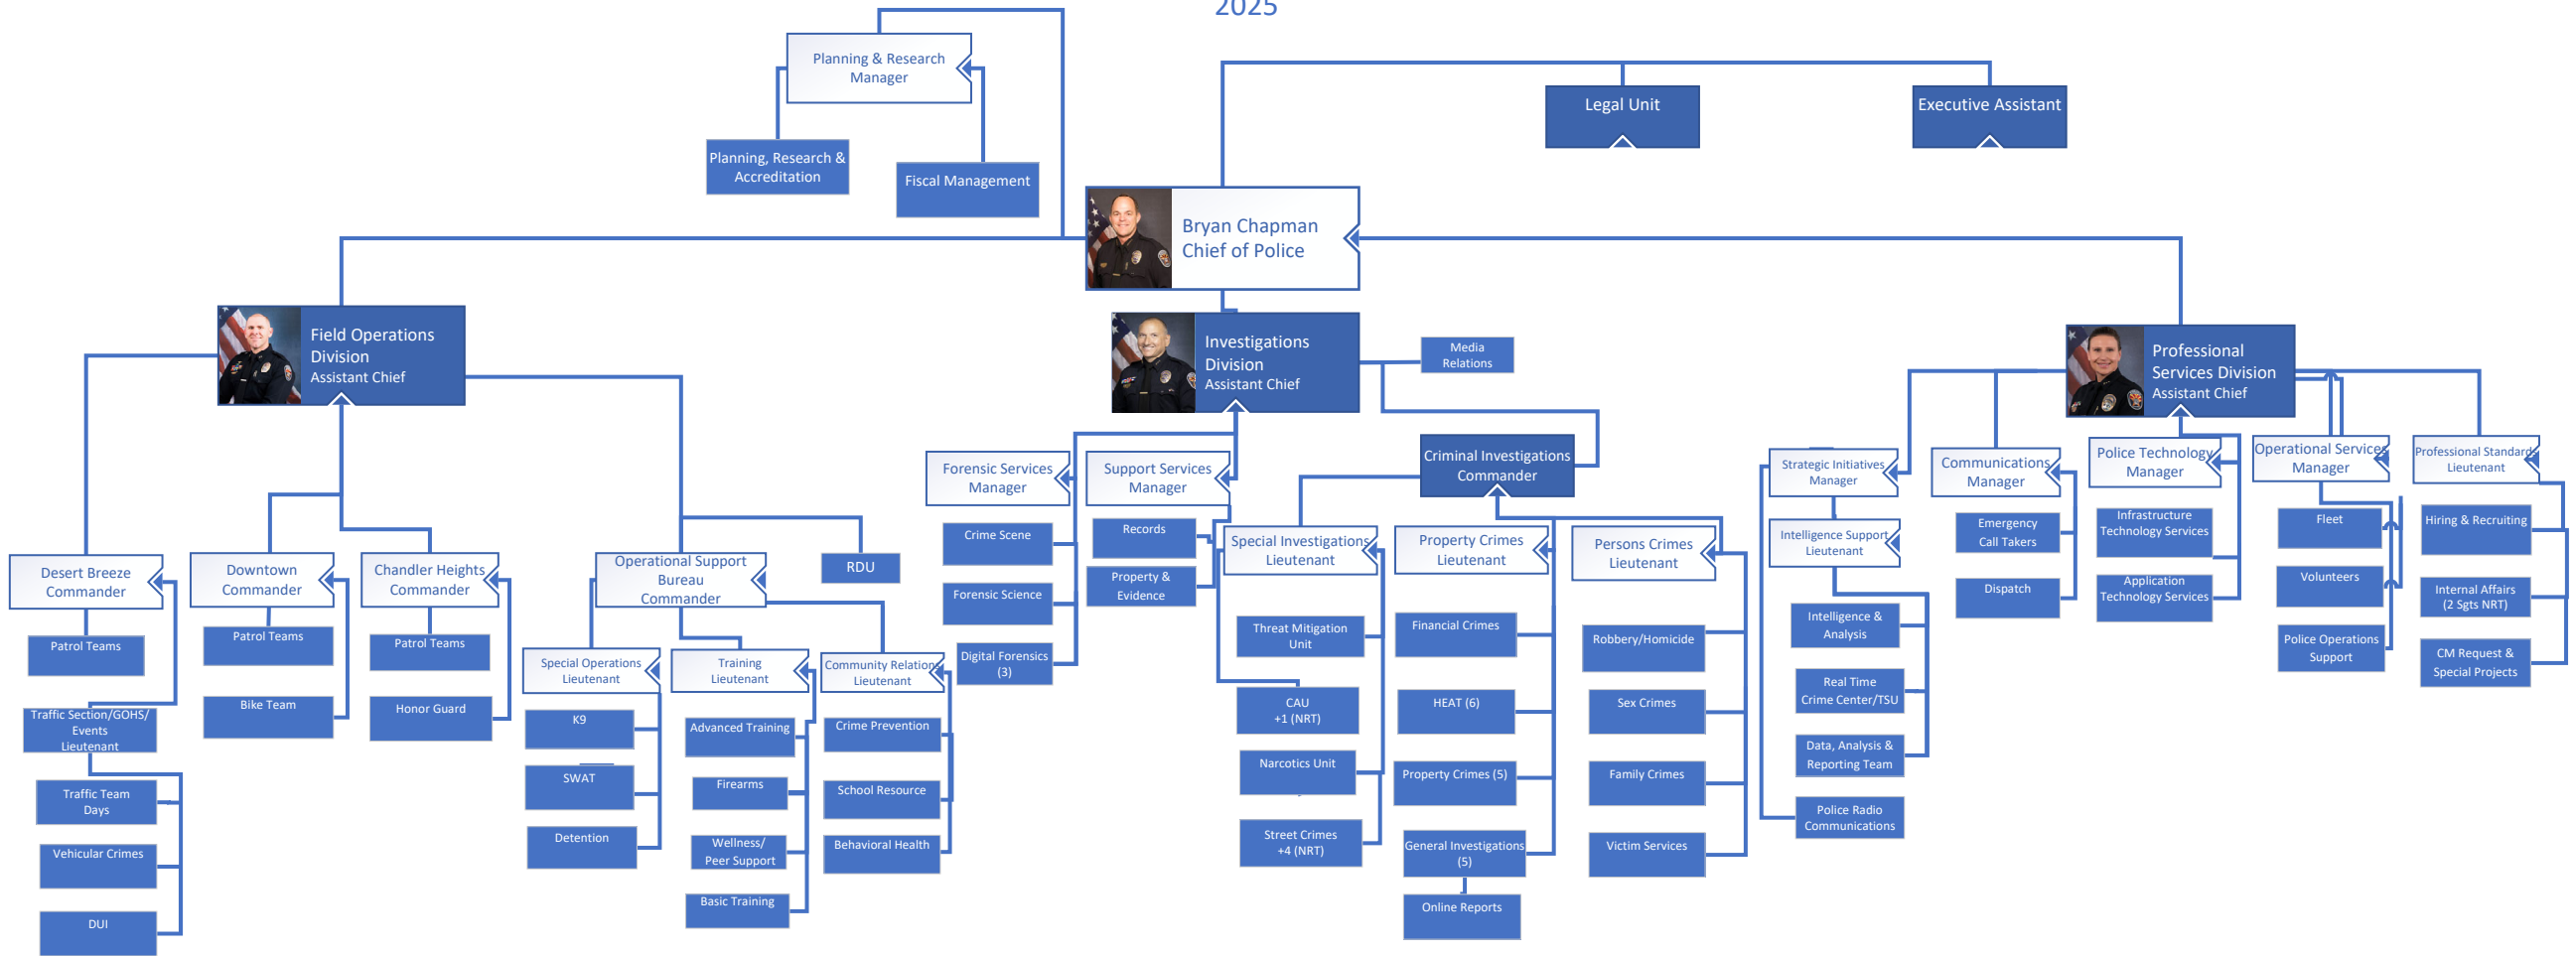 2025
Planning & Research
Manager
Legal Unit
Executive Assistant
Planning, Research &
Accreditation
Fiscal Management
Bryan Chapman
Chief of Police
Field Operations
Division
Assistant Chief
Investigations
Division
Assistant Chief
Media
Relations
Professional
Services Division
Assistant Chief
Desert Breeze
Commander
Patrol Teams
Traffic Section/GOHS/
Events
Lieutenant
Traffic Team
Days
Vehicular Crimes
DUI
Downtown
Commander
Patrol Teams
Bike Team
Chandler Heights
Commander
Patrol Teams
Honor Guard
Operational Support
Bureau
Commander
RDU
Special Operations
Lieutenant
K9
SWAT
Detention
Training
Lieutenant
Advanced Training
Firearms
Wellness/
Peer Support
Basic Training
Community Relations
Lieutenant
Crime Prevention
School Resource
Behavioral Health
Forensic Services
Manager
Crime Scene
Forensic Science
Digital Forensics
(3)
Support Services
Manager
Records
Property &
Evidence
Criminal Investigations
Commander
Special Investigations
Lieutenant
Threat Mitigation
Unit
CAU
+1 (NRT)
Narcotics Unit
Street Crimes
+4 (NRT)
Property Crimes
Lieutenant
Financial Crimes
HEAT (6)
Property Crimes (5)
General Investigations
(5)
Online Reports
Persons Crimes
Lieutenant
Robbery/Homicide
Sex Crimes
Family Crimes
Victim Services
Strategic Initiatives
Manager
Intelligence Support
Lieutenant
Intelligence &
Analysis
Real Time
Crime Center/TSU
Data, Analysis &
Reporting Team
Police Radio
Communications
Communications
Manager
Emergency
Call Takers
Dispatch
Police Technology
Manager
Infrastructure
Technology Services
Application
Technology Services
Operational Services
Manager
Fleet
Volunteers
Police Operations
Support
Professional Standards
Lieutenant
Hiring & Recruiting
Internal Affairs
(2 Sgts NRT)
CM Request &
Special Projects